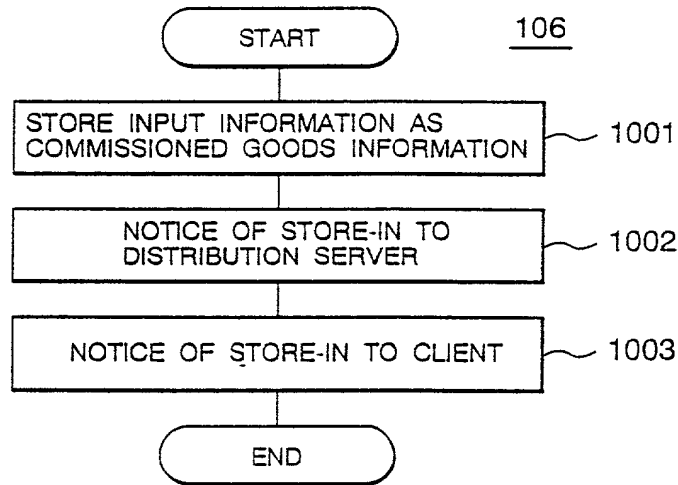 START
106
STORE INPUT INFORMATION AS
COMMISSIONED GOODS INFORMATION
1001
NOTICE OF STORE-IN TO
DISTRIBUTION SERVER
1002
NOTICE OF STORE-IN TO CLIENT
1003
END